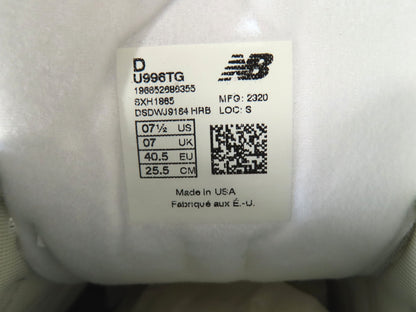 D
U996TG
NB
196652686355
SXH1865 MFG: 2320
DSDWJ9164 HRB LOC: S
07½ US
07 UK
40.5 EU
25.5 CM
Made in USA
Fabriqué aux É.-U.